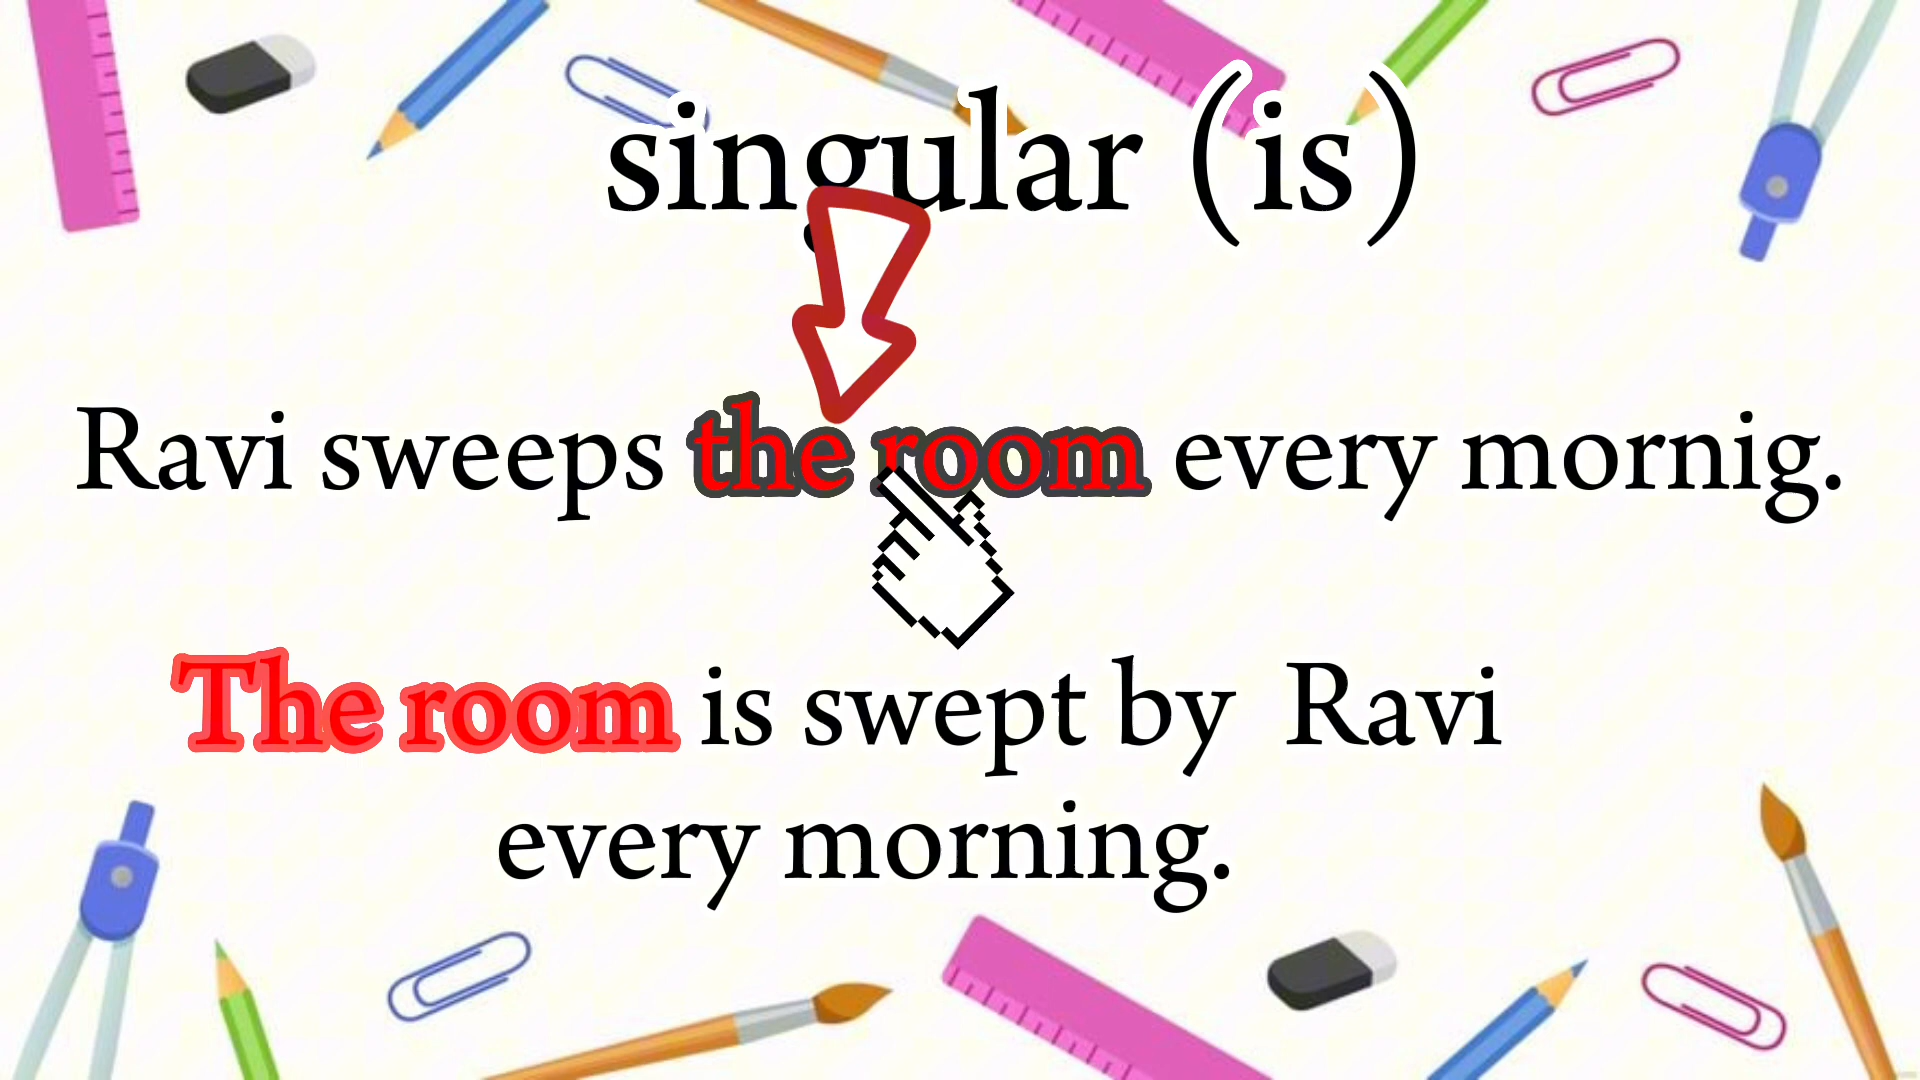 singular (is)
Ravi sweeps the room every mornig.
The room is swept by Ravi
every morning.